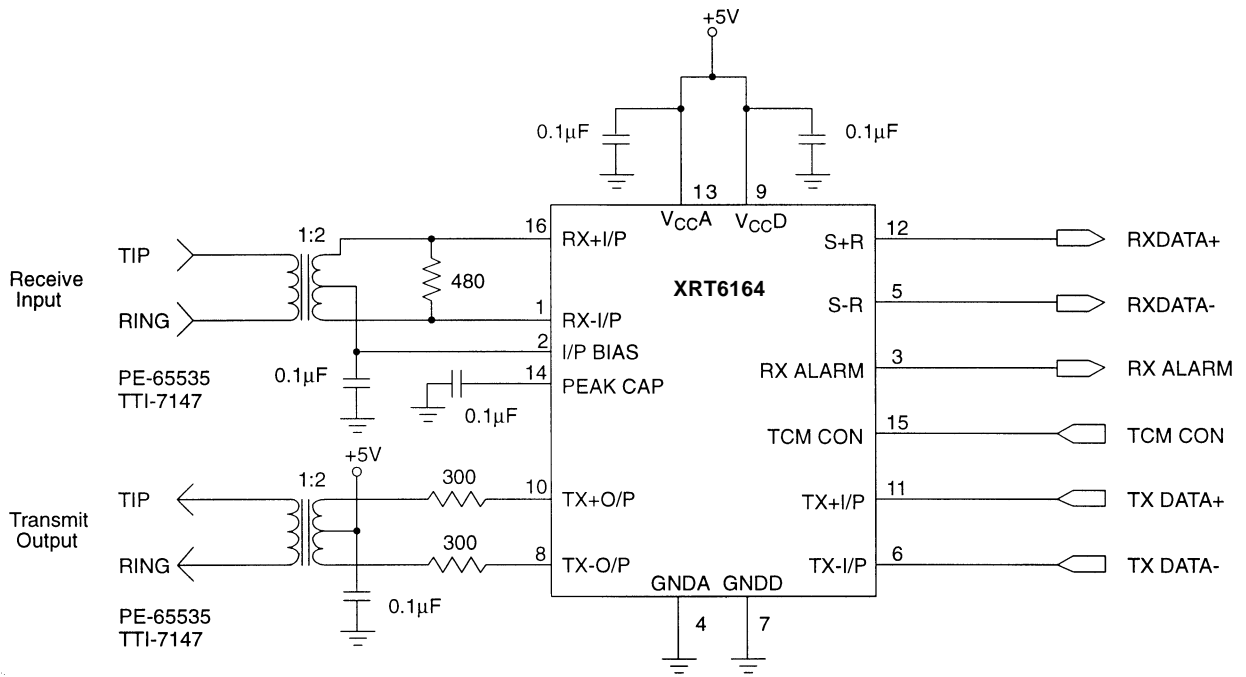 +5V
0.1µF
0.1µF
13
9
VCCA
VCCD
Receive
Input
TIP
RING
1:2
480
16
RX+I/P
1
RX-I/P
2
I/P BIAS
14
PEAK CAP
0.1µF
0.1µF
PE-65535
TTI-7147
XRT6164
S+R
12
RXDATA+
S-R
5
RXDATA-
RX ALARM
3
RX ALARM
TCM CON
15
TCM CON
TX+I/P
11
TX DATA+
TX-I/P
6
TX DATA-
Transmit
Output
TIP
RING
1:2
+5V
300
10
TX+O/P
300
8
TX-O/P
0.1µF
PE-65535
TTI-7147
GNDA
GNDD
4
7